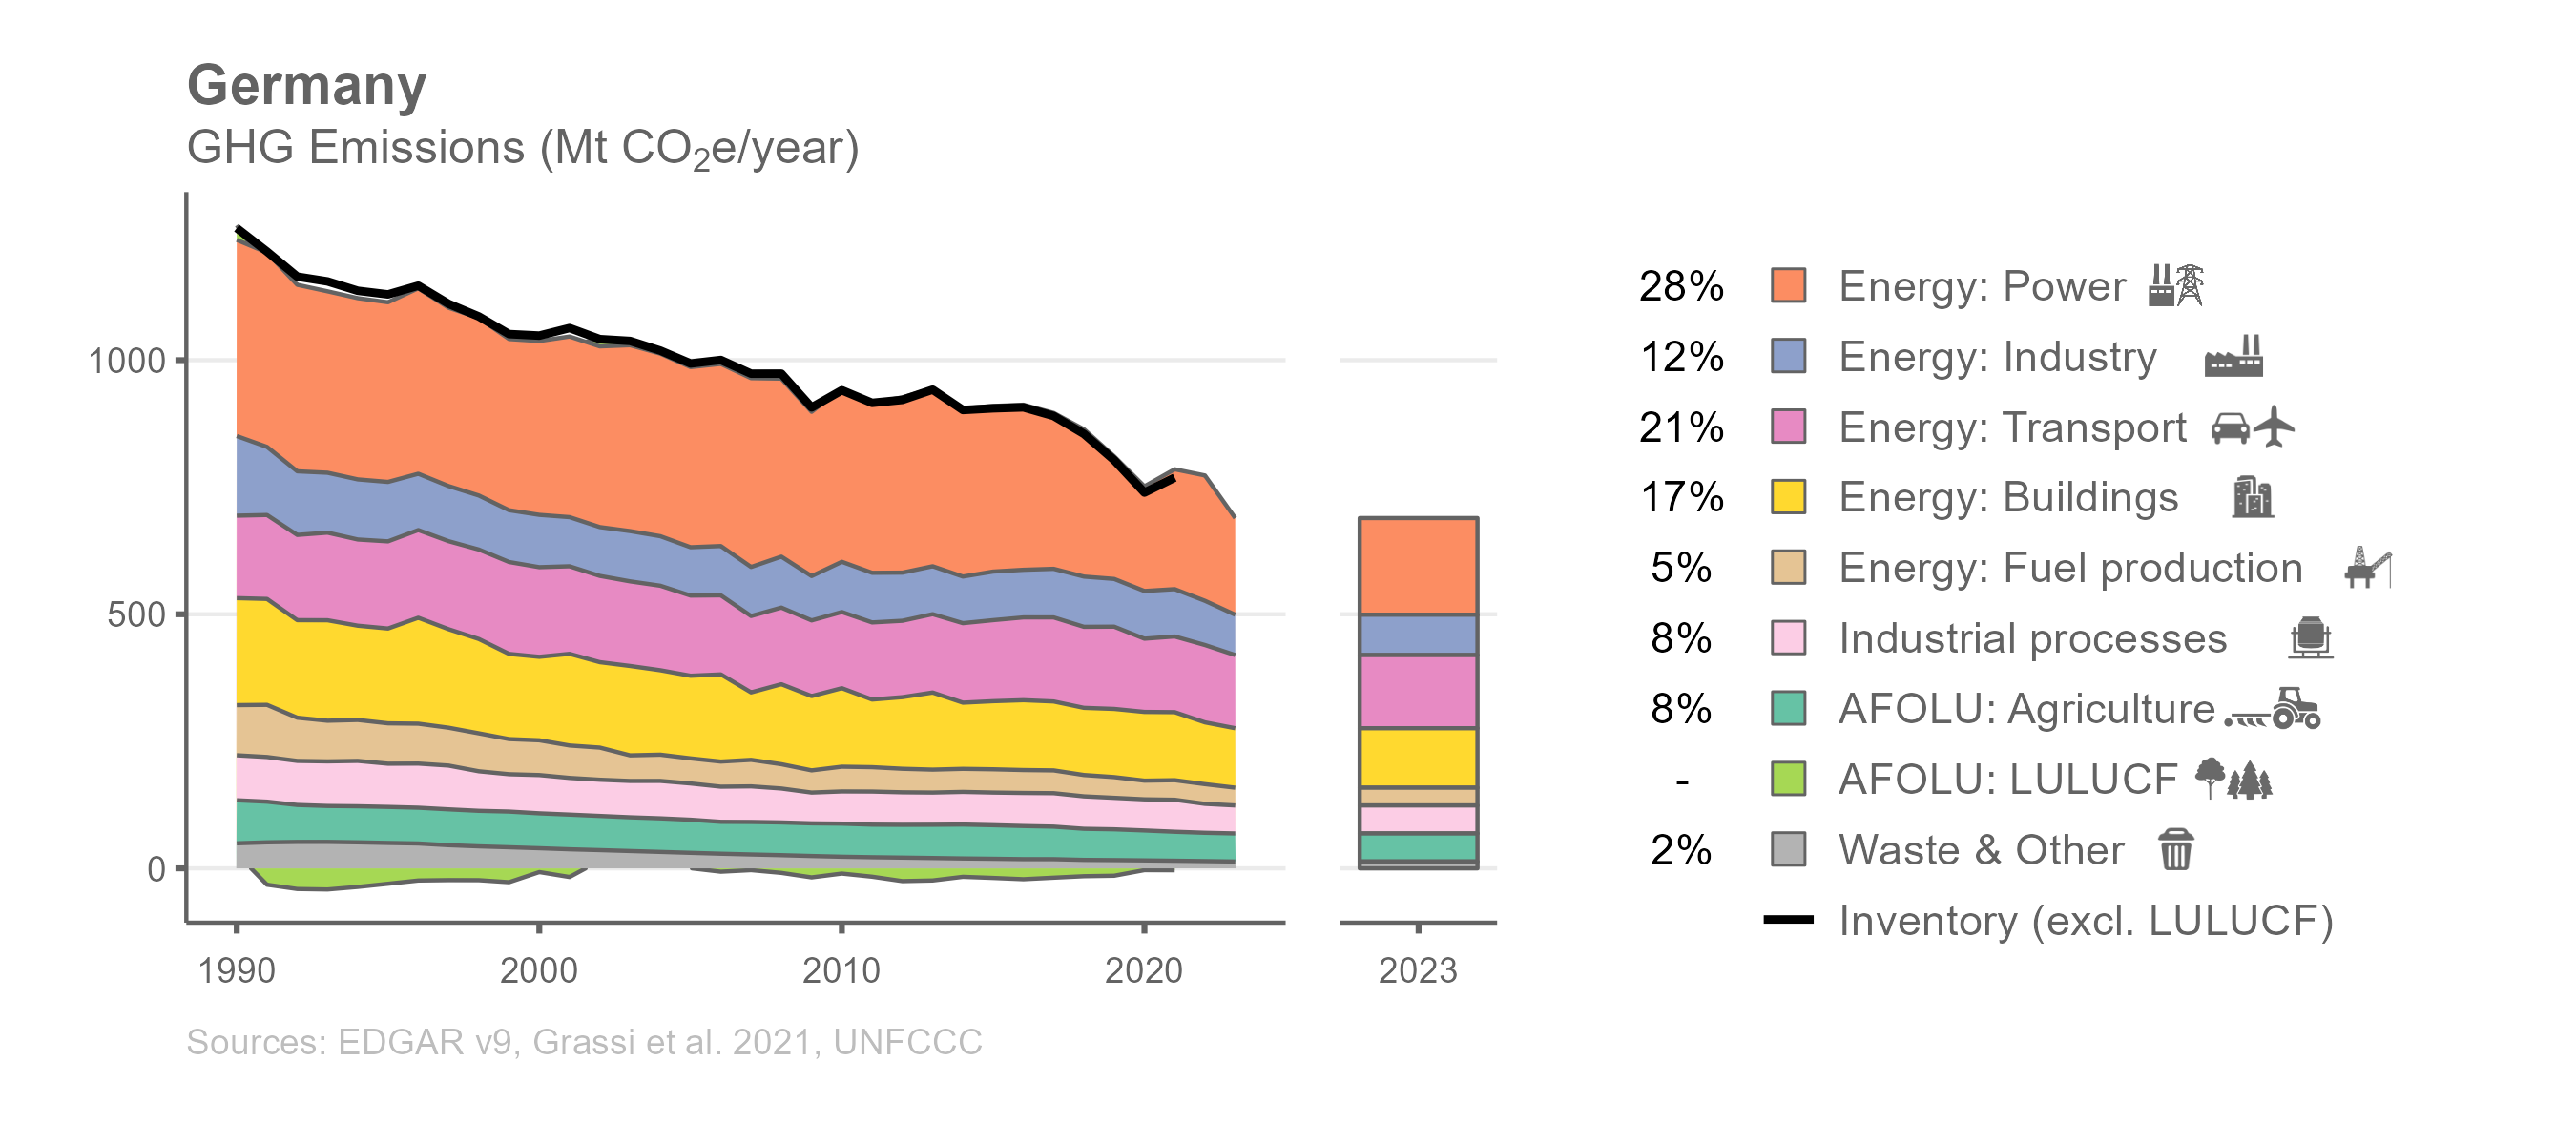 Germany
GHG Emissions (Mt CO₂e/year)
1000
500
0
1990 2000 2010 2020 2023
28% Energy: Power
12% Energy: Industry
21% Energy: Transport
17% Energy: Buildings
5% Energy: Fuel production
8% Industrial processes
8% AFOLU: Agriculture
- AFOLU: LULUCF
2% Waste & Other
Inventory (excl. LULUCF)
Sources: EDGAR v9, Grassi et al. 2021, UNFCCC